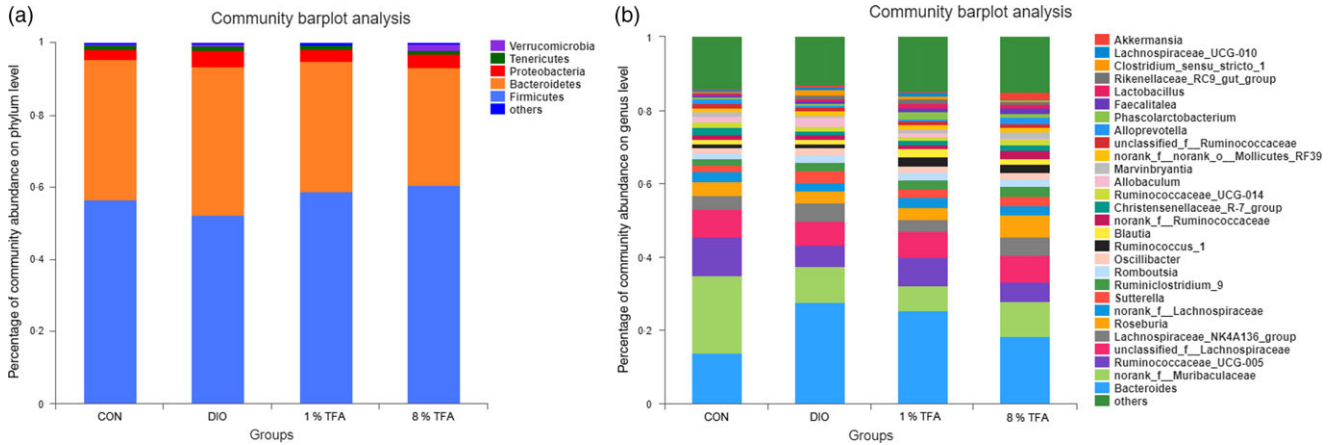 (a)
Community barplot analysis
Percentage of community abundance on phylum level
1
0·8
0·6
0·4
0·2
0
CON
DIO
1 % TFA
8 % TFA
Groups
Verrucomicrobia
Tenericutes
Proteobacteria
Bacteroidetes
Firmicutes
others
(b)
Community barplot analysis
Percentage of community abundance on genus level
1
0·8
0·6
0·4
0·2
0
CON
DIO
1 % TFA
8 % TFA
Groups
Akkermansia
Lachnospiraceae_UCG-010
Clostridium_sensu_stricto_1
Rikenellaceae_RC9_gut_group
Lactobacillus
Faecalitalea
Phascolarctobacterium
Alloprevotella
unclassified_f__Ruminococcaceae
norank_f__norank_o__Mollicutes_RF39
Marvinbryantia
Allobaculum
Ruminococcaceae_UCG-014
Christensenellaceae_R-7_group
norank_f__Ruminococcaceae
Blautia
Ruminococcus_1
Oscillibacter
Romboutsia
Ruminiclostridium_9
Sutterella
norank_f__Lachnospiraceae
Roseburia
Lachnospiraceae_NK4A136_group
unclassified_f__Lachnospiraceae
Ruminococcaceae_UCG-005
norank_f__Muribaculaceae
Bacteroides
others